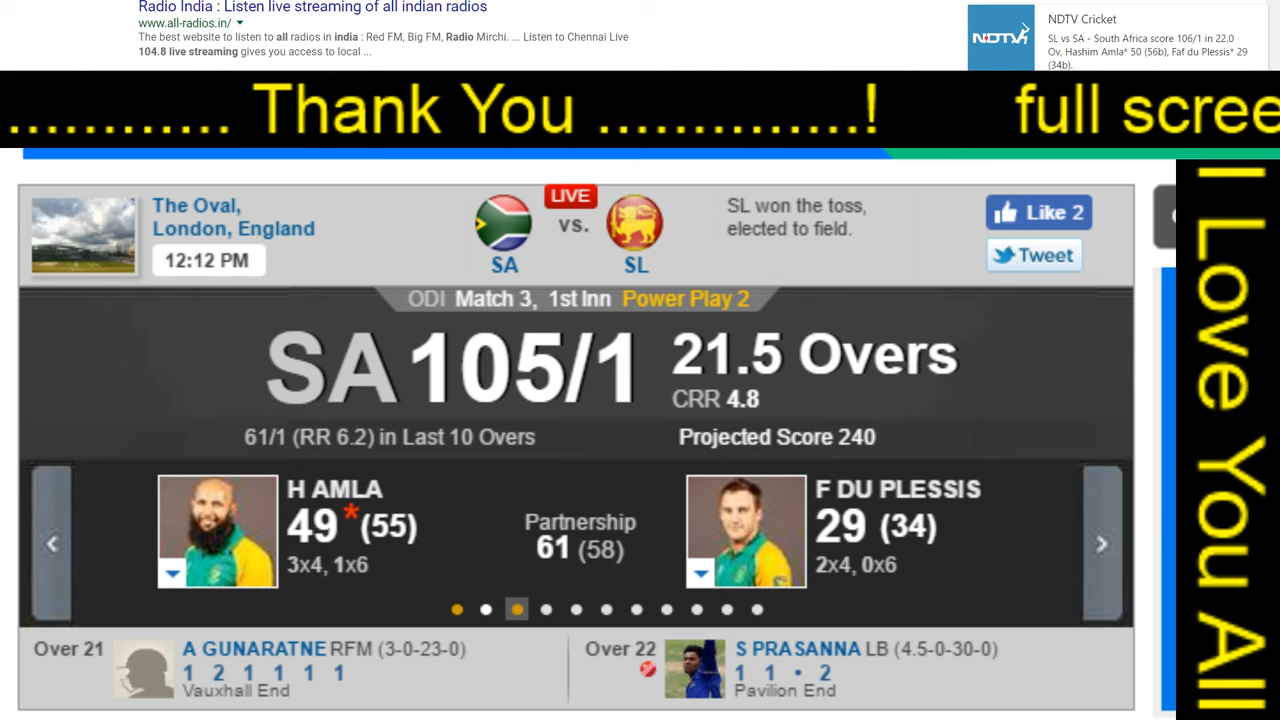 Radio India : Listen live streaming of all indian radios
www.all-radios.in/
The best website to listen to all radios in india : Red FM, Big FM, Radio Mirchi. ... Listen to Chennai Live
104.8 live streaming gives you access to local ...
NDTV
NDTV Cricket
SL vs SA - South Africa score 106/1 in 22.0
Ov, Hashim Amla* 50 (56b), Faf du Plessis* 29
(34b).
............ Thank You ..............! full scree
The Oval,
London, England
12:12 PM
LIVE
vs.
SA
SL
SL won the toss,
elected to field.
Like 2
Tweet
ODI Match 3, 1st Inn Power Play 2
SA 105/1
21.5 Overs
CRR 4.8
61/1 (RR 6.2) in Last 10 Overs
Projected Score 240
H AMLA
49*(55)
3x4, 1x6
Partnership
61 (58)
F DU PLESSIS
29 (34)
2x4, 0x6
Over 21
A GUNARATNE RFM (3-0-23-0)
1 2 1 1 1 1
Vauxhall End
Over 22
S PRASANNA LB (4.5-0-30-0)
1 1 • 2
Pavilion End
I Love You All